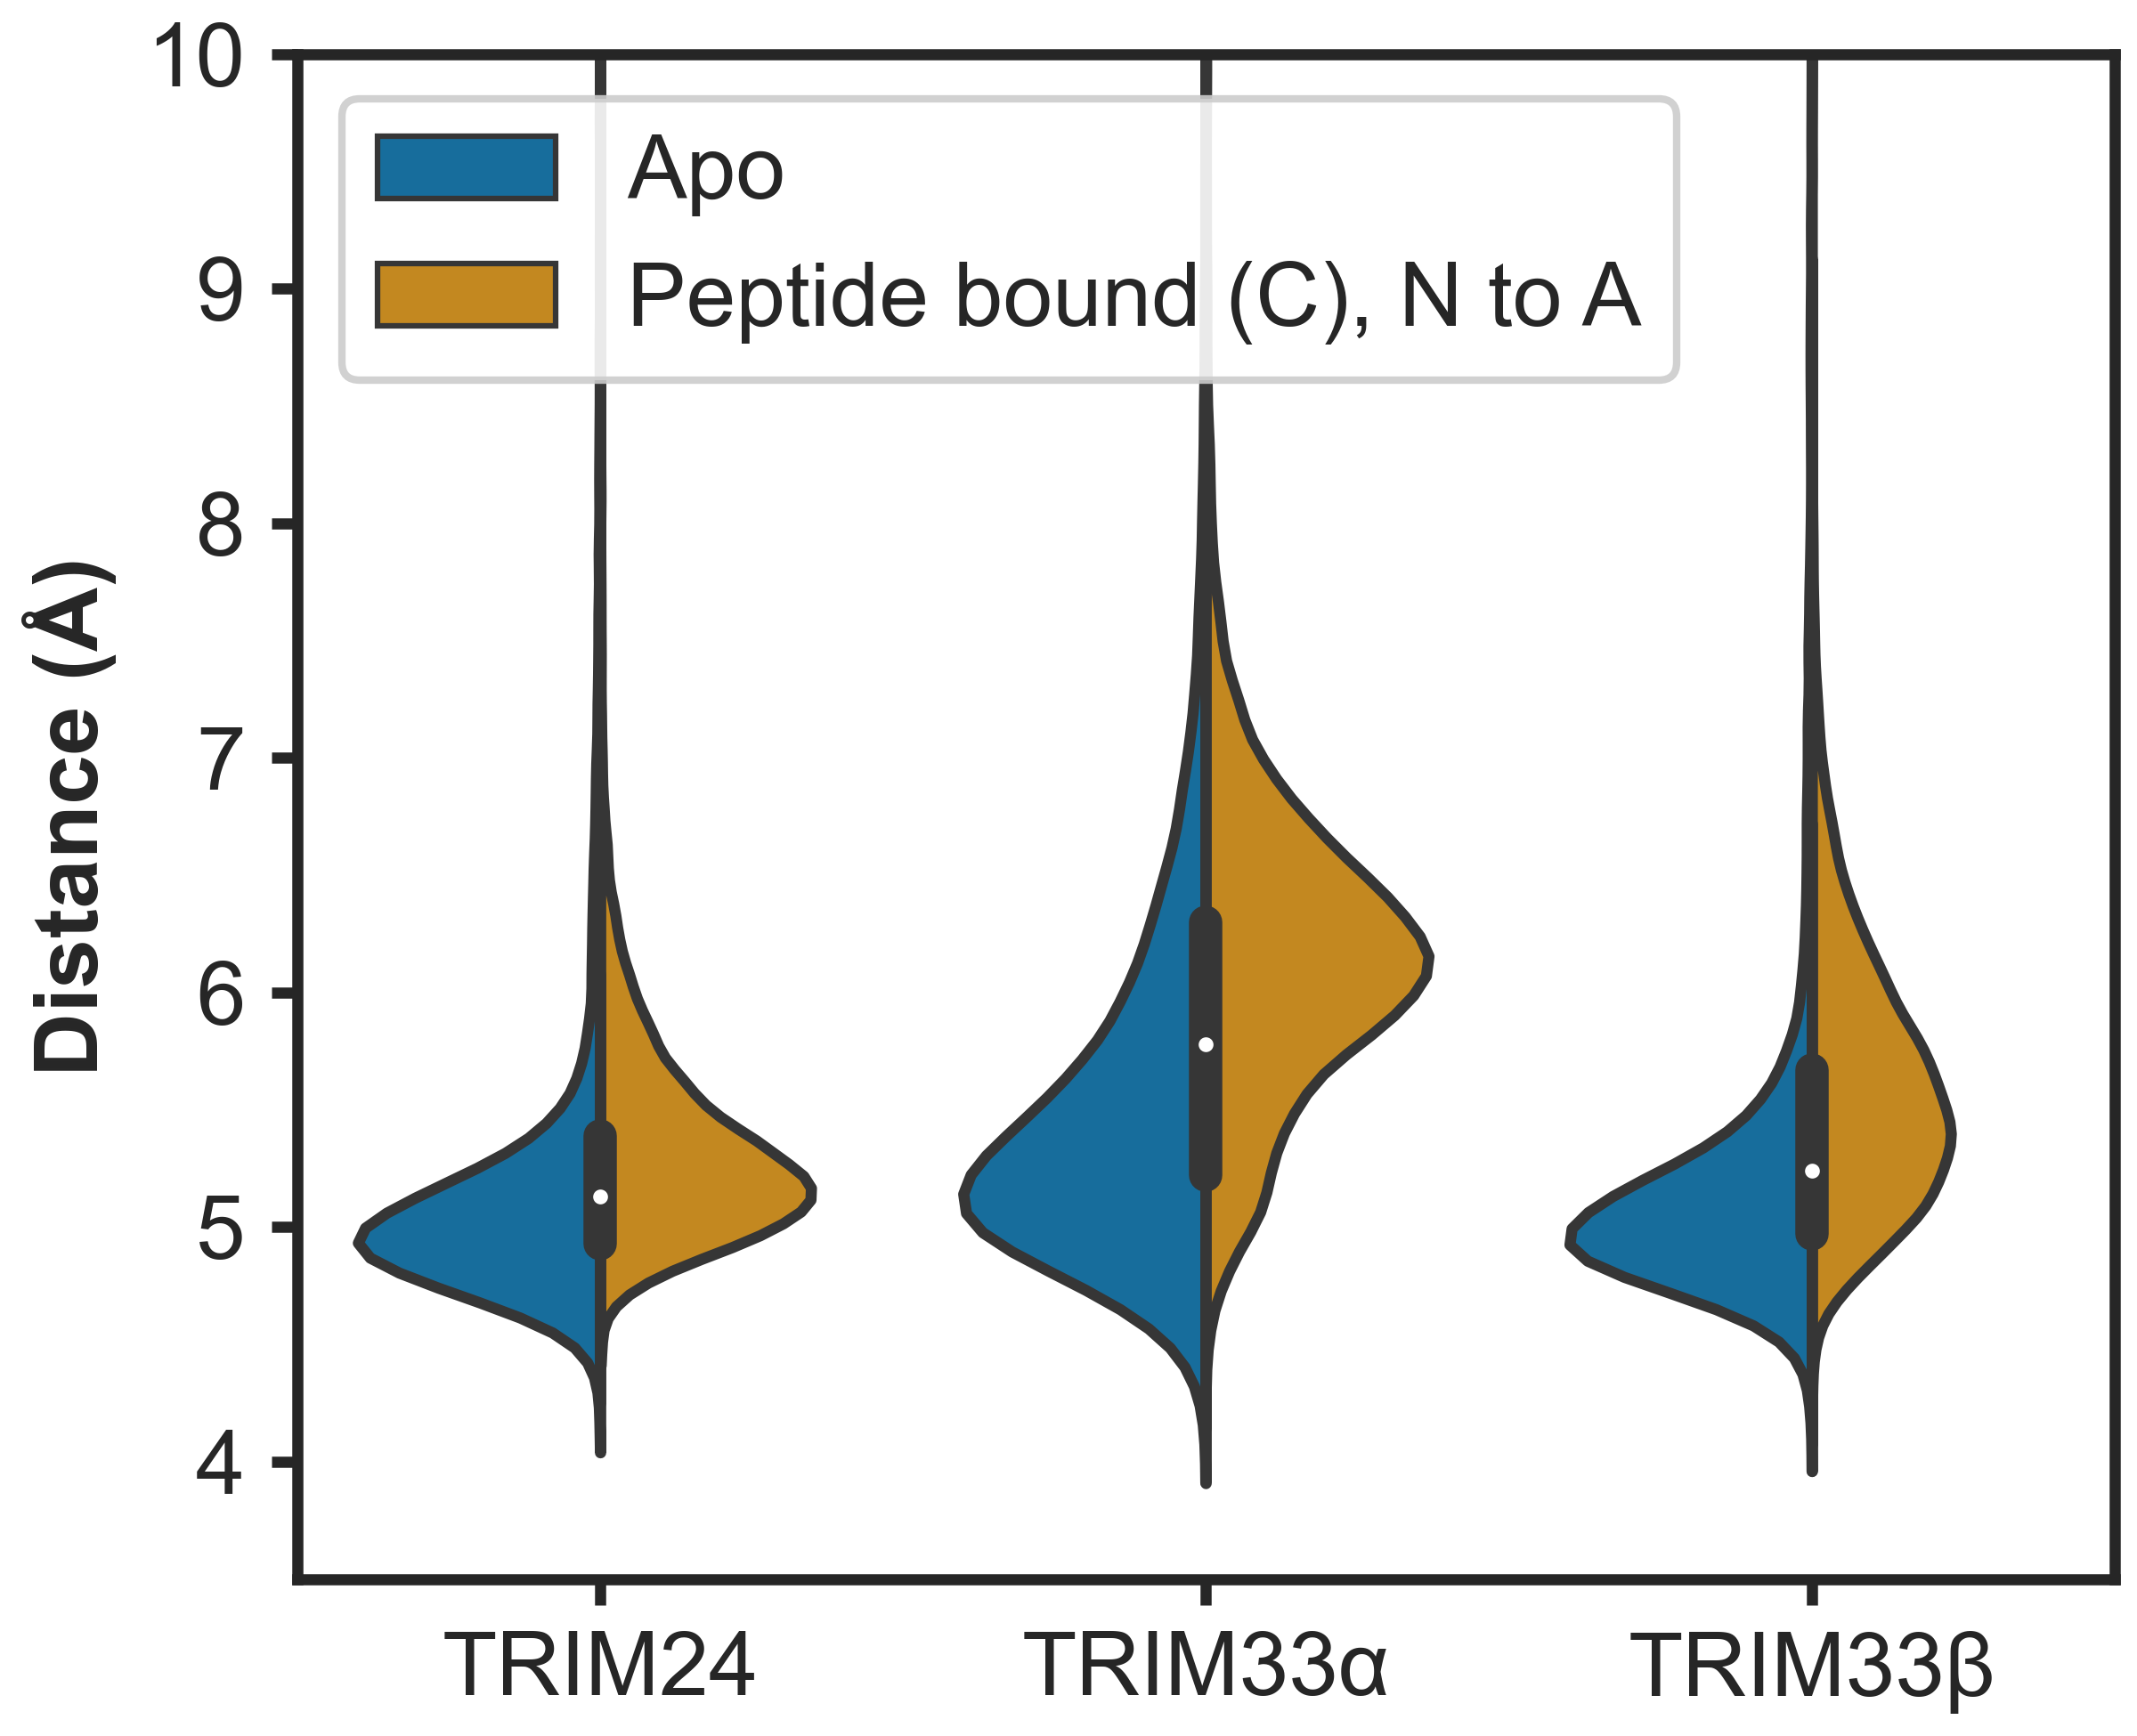 10
Apo
Peptide bound (C), N to A
9
8
7
6
5
4
Distance (Å)
TRIM24
TRIM33α
TRIM33β